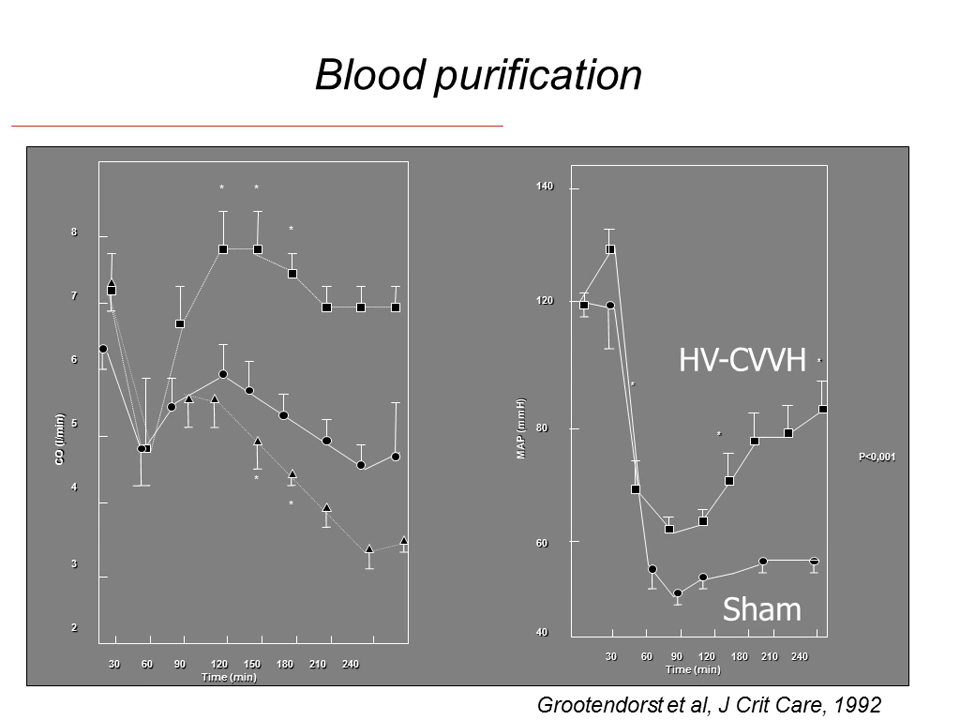 Blood purification
* *
*
8
7
6
5
4
3
2
CO (l/min)
*
*
30 60 90 120 150 180 210 240
Time (min)
140
120
80
60
40
MAP (mmH)
HV-CVVH
*
*
*
P<0,001
Sham
30 60 90 120 180 210 240
Time (min)
Grootendorst et al, J Crit Care, 1992